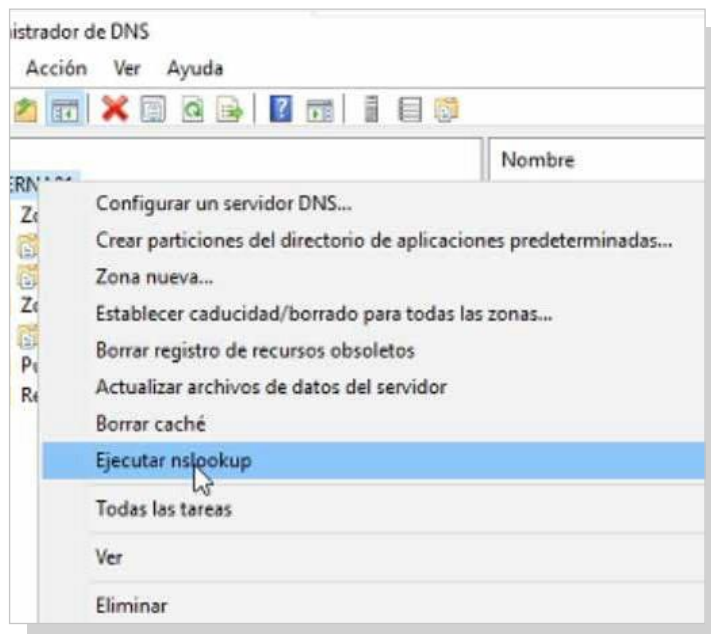 istrador de DNS
Acción Ver Ayuda
Nombre
Configurar un servidor DNS...
Crear particiones del directorio de aplicaciones predeterminadas...
Zona nueva...
Establecer caducidad/borrado para todas las zonas...
Borrar registro de recursos obsoletos
Actualizar archivos de datos del servidor
Borrar caché
Ejecutar nslookup
Todas las tareas
Ver
Eliminar